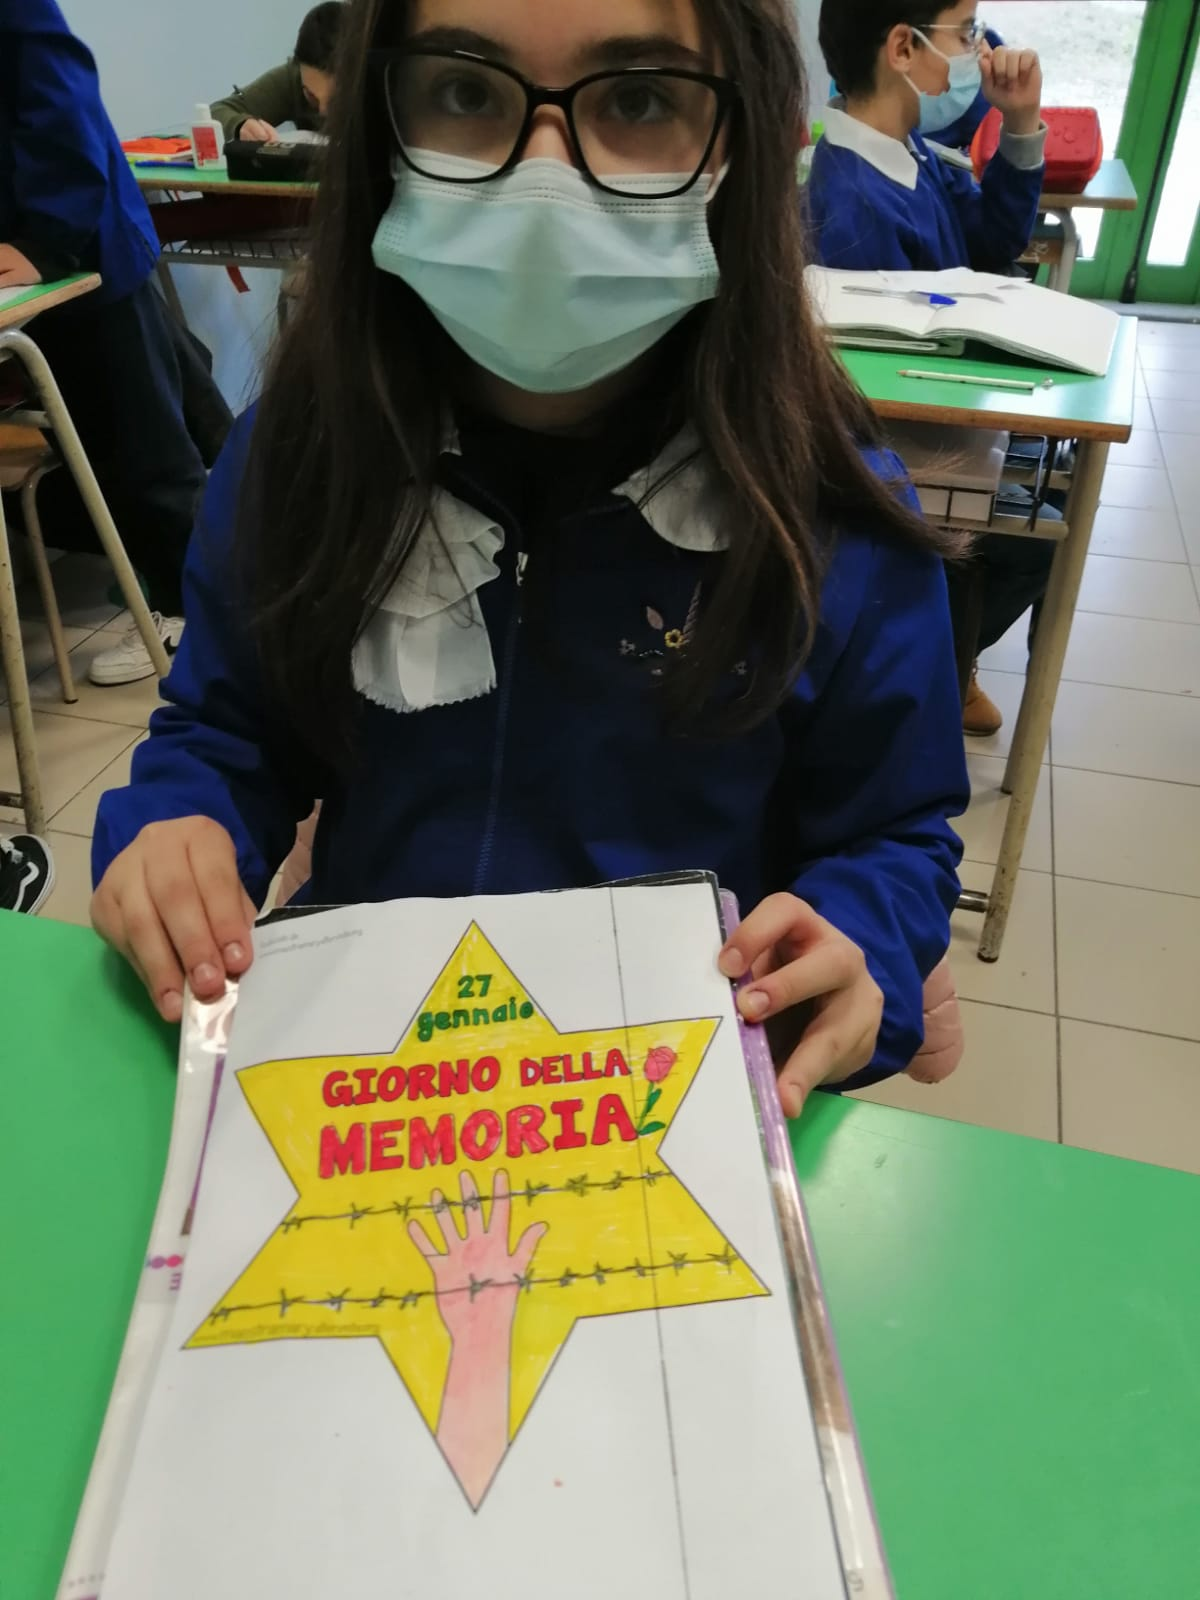 27
gennaio
GIORNO DELLA
MEMORIA